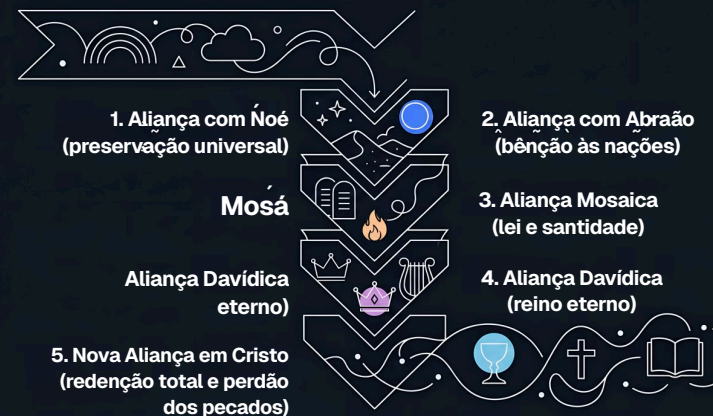 1. Aliança com Noé
(preservação universal)
2. Aliança com Abraão
(bênção às nações)
Mosá
3. Aliança Mosaica
(lei e santidade)
Aliança Davídica
eterno)
4. Aliança Davídica
(reino eterno)
5. Nova Aliança em Cristo
(redenção total e perdão
dos pecados)